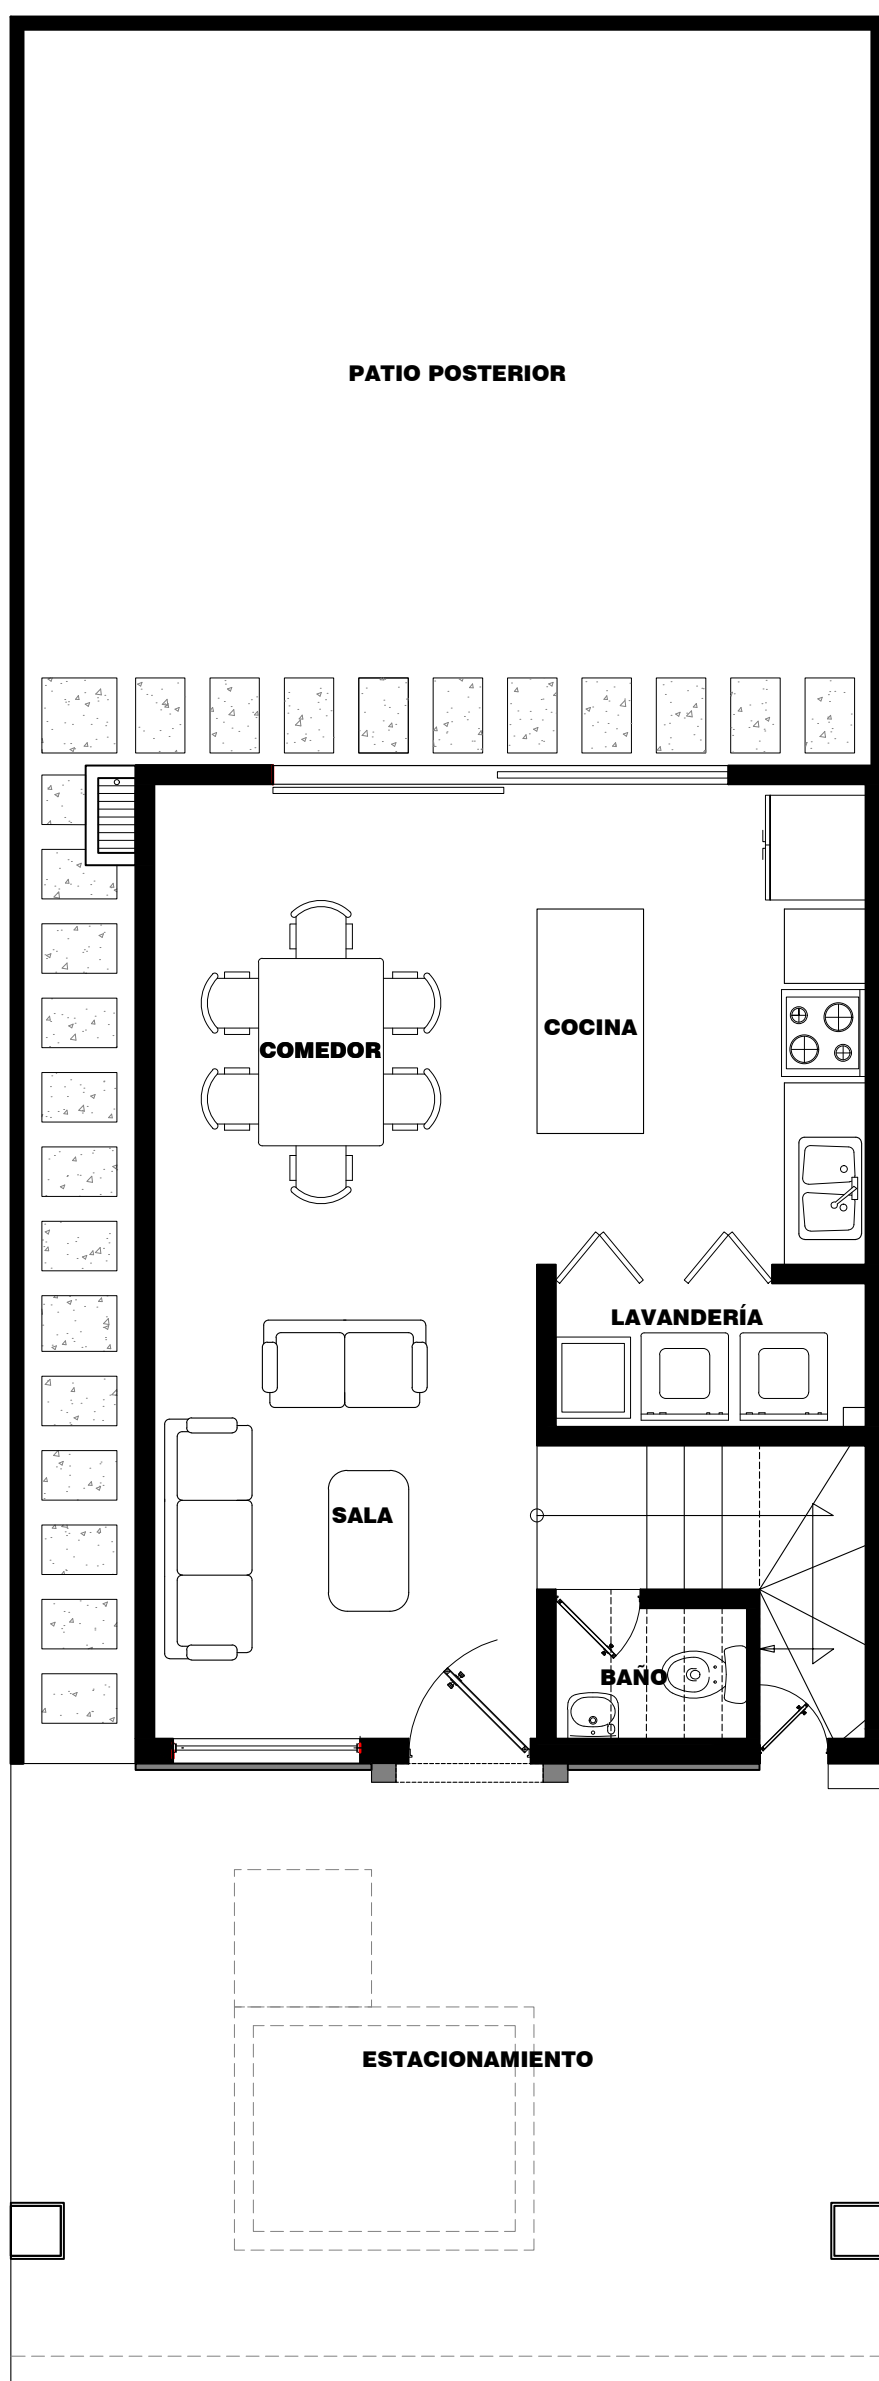 PATIO POSTERIOR
COCINA
COMEDOR
LAVANDERÍA
SALA
BAÑO
ESTACIONAMIENTO